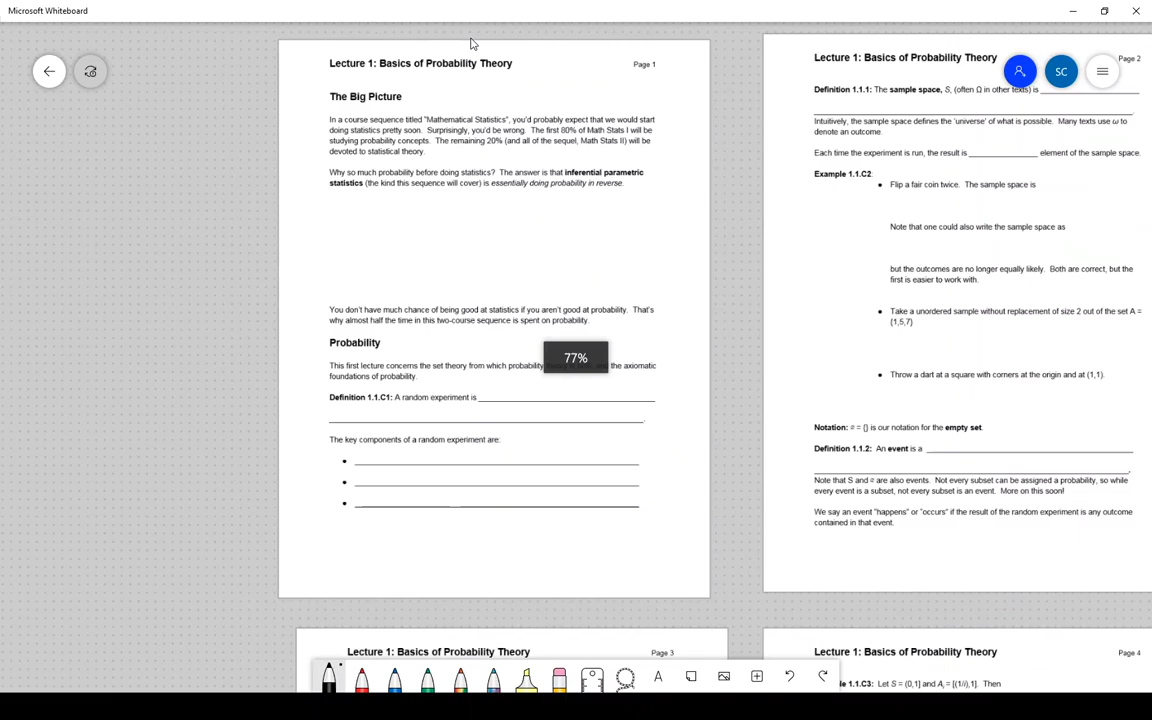 Microsoft Whiteboard
Lecture 1: Basics of Probability Theory Page 1
The Big Picture
In a course sequence titled "Mathematical Statistics", you'd probably expect that we would start
doing statistics pretty soon. Surprisingly, you'd be wrong. The first 80% of Math Stats I will be
studying probability concepts. The remaining 20% (and all of the sequel, Math Stats II) will be
devoted to statistical theory.
Why so much probability before doing statistics? The answer is that inferential parametric
statistics (the kind this sequence will cover) is essentially doing probability in reverse.
You don't have much chance of being good at statistics if you aren't good at probability. That's
why almost half the time in this two-course sequence is spent on probability.
Probability
77%
This first lecture concerns the set theory from which probability the axiomatic
foundations of probability.
Definition 1.1.C1: A random experiment is
The key components of a random experiment are:
Lecture 1: Basics of Probability Theory Page 2
SC
Definition 1.1.1: The sample space, S, (often Ω in other texts) is
Intuitively, the sample space defines the 'universe' of what is possible. Many texts use ω to
denote an outcome.
Each time the experiment is run, the result is element of the sample space.
Example 1.1.C2:
• Flip a fair coin twice. The sample space is
Note that one could also write the sample space as
but the outcomes are no longer equally likely. Both are correct, but the
first is easier to work with.
• Take a unordered sample without replacement of size 2 out of the set A =
{1,5,7}
• Throw a dart at a square with corners at the origin and at (1,1).
Notation: = {} is our notation for the empty set.
Definition 1.1.2: An event is a
Note that S and are also events. Not every subset can be assigned a probability, so while
every event is a subset, not every subset is an event. More on this soon!
We say an event "happens" or "occurs" if the result of the random experiment is any outcome
contained in that event.
Lecture 1: Basics of Probability Theory Page 3
Lecture 1: Basics of Probability Theory Page 4
le 1.1.C3: Let S = (0,1] and Aᵢ = [(1/i),1]. Then
A